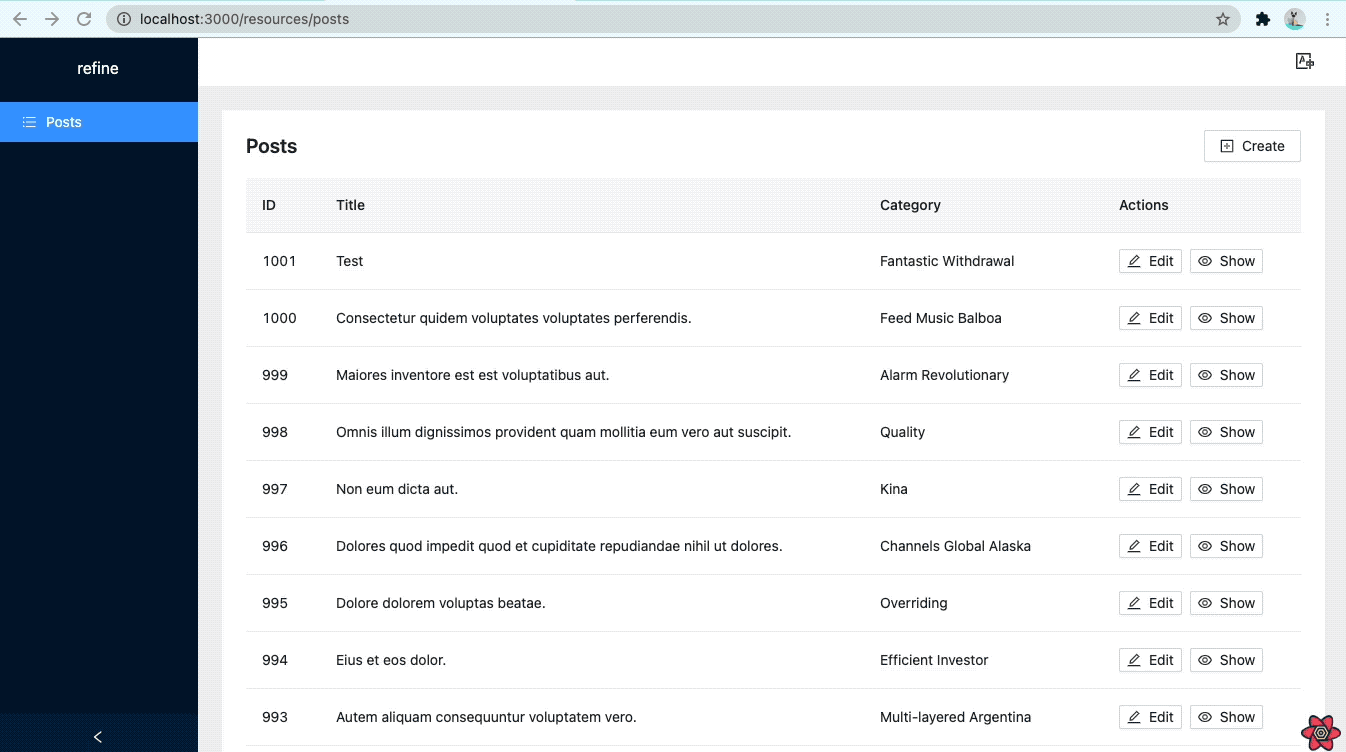 localhost:3000/resources/posts
refine
Posts
Posts
Create
ID Title Category Actions
1001 Test Fantastic Withdrawal Edit Show
1000 Consectetur quidem voluptates voluptates perferendis. Feed Music Balboa Edit Show
999 Maiores inventore est est voluptatibus aut. Alarm Revolutionary Edit Show
998 Omnis illum dignissimos provident quam mollitia eum vero aut suscipit. Quality Edit Show
997 Non eum dicta aut. Kina Edit Show
996 Dolores quod impedit quod et cupiditate repudiandae nihil ut dolores. Channels Global Alaska Edit Show
995 Dolore dolorem voluptas beatae. Overriding Edit Show
994 Eius et eos dolor. Efficient Investor Edit Show
993 Autem aliquam consequuntur voluptatem vero. Multi-layered Argentina Edit Show